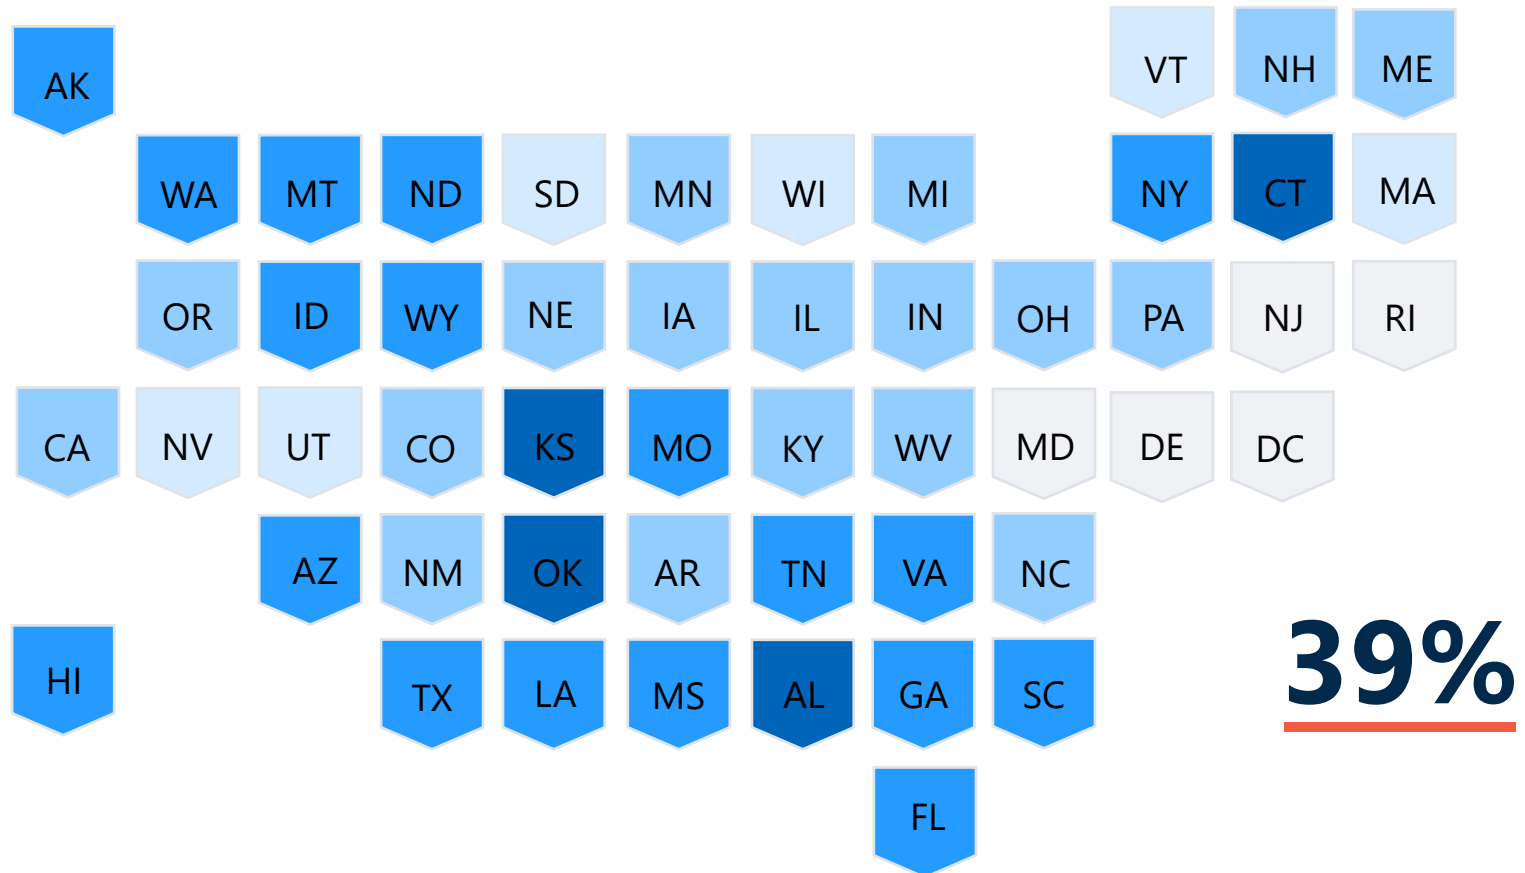 VT NH ME
AK
WA MT ND SD MN WI MI NY CT MA
OR ID WY NE IA IL IN OH PA NJ RI
CA NV UT CO KS MO KY WV MD DE DC
AZ NM OK AR TN VA NC
HI TX LA MS AL GA SC
39%
FL